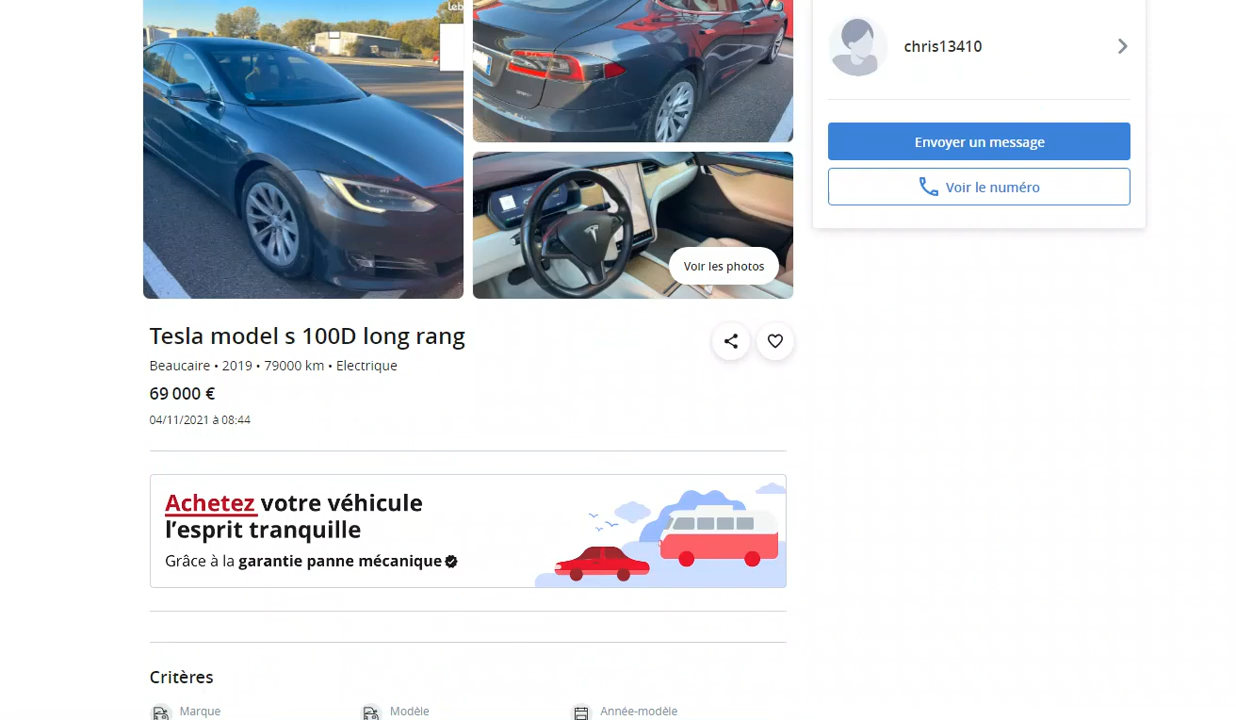 leb
chris13410
Envoyer un message
Voir le numéro
Voir les photos
Tesla model s 100D long rang
Beaucaire • 2019 • 79000 km • Electrique
69 000 €
04/11/2021 à 08:44
Achetez votre véhicule
l’esprit tranquille
Grâce à la garantie panne mécanique
Critères
Marque
Modèle
Année-modèle